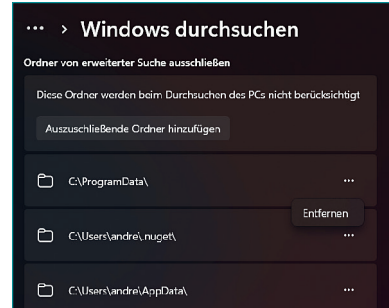 ... > Windows durchsuchen
Ordner von erweiterter Suche ausschließen
Diese Ordner werden beim Durchsuchen des PCs nicht berücksichtigt
Auszuschließende Ordner hinzufügen
C:\ProgramData\
Entfernen
C:\Users\andre\.nuget\
C:\Users\andre\AppData\